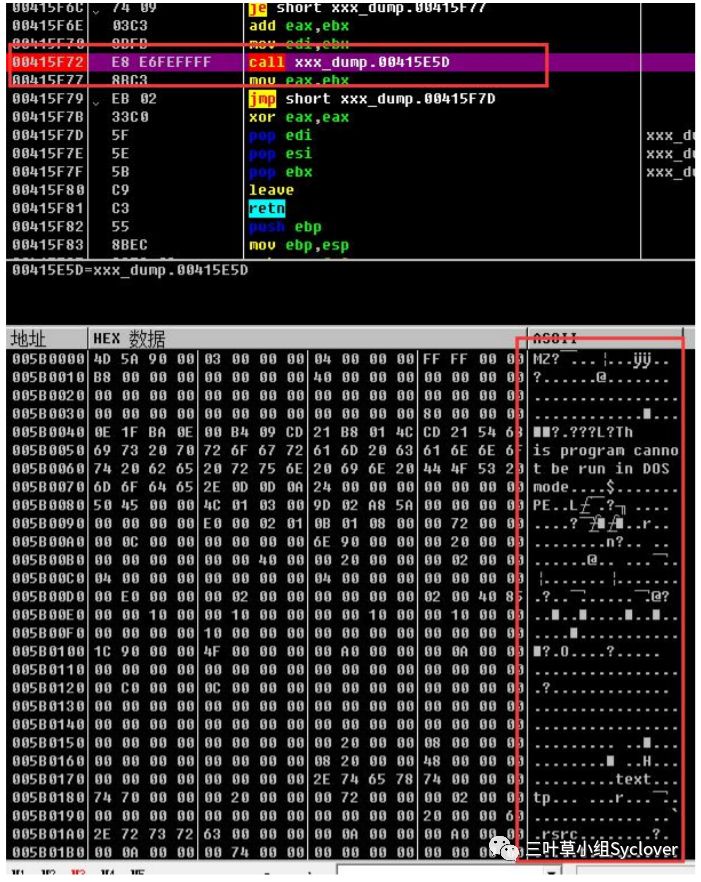 00415F6C 74 09 je short xxx_dump.00415F77
00415F6E 03C3 add eax,ebx
00415F70 8BFB mov edi,ebx
00415F72 E8 E6FEFFFF call xxx_dump.00415E5D
00415F77 8BC3 mov eax,ebx
00415F79 EB 02 jmp short xxx_dump.00415F7D
00415F7B 33C0 xor eax,eax
00415F7D 5F pop edi xxx_du
00415F7E 5E pop esi xxx_du
00415F7F 5B pop ebx xxx_du
00415F80 C9 leave
00415F81 C3 retn
00415F82 55 push ebp
00415F83 8BEC mov ebp,esp
00415E5D=xxx_dump.00415E5D
地址 HEX 数据 ASCII
005B0000 4D 5A 90 00 03 00 00 00 04 00 00 00 FF FF 00 00 MZ?
005B0010 B8 00 00 00 00 00 00 00 40 00 00 00 00 00 00 00 ?.......@.......
005B0020 00 00 00 00 00 00 00 00 00 00 00 00 00 00 00 00 ................
005B0030 00 00 00 00 00 00 00 00 00 00 00 00 80 00 00 00
005B0040 0E 1F BA 0E 00 B4 09 CD 21 B8 01 4C CD 21 54 68 ?.???L?Th
005B0050 69 73 20 70 72 6F 67 72 61 6D 20 63 61 6E 6E 6F is program canno
005B0060 74 20 62 65 20 72 75 6E 20 69 6E 20 44 4F 53 20 t be run in DOS
005B0070 6D 6F 64 65 2E 0D 0D 0A 24 00 00 00 00 00 00 00 mode....$.......
005B0080 50 45 00 00 4C 01 03 00 9D 02 A8 5A 00 00 00 00 PE..L
005B0090 00 00 00 00 E0 00 02 01 0B 01 08 00 00 72 00 00
005B00A0 00 0C 00 00 00 00 00 00 6E 90 00 00 00 20 00 00 ........n?.. ..
005B00B0 00 00 00 00 00 00 40 00 00 20 00 00 00 02 00 00
005B00C0 04 00 00 00 00 00 00 00 04 00 00 00 00 00 00 00
005B00D0 00 E0 00 00 00 02 00 00 00 00 00 00 02 00 40 85
005B00E0 00 00 10 00 00 10 00 00 00 00 10 00 00 10 00 00
005B00F0 00 00 00 00 10 00 00 00 00 00 00 00 00 00 00 00
005B0100 1C 90 00 00 4F 00 00 00 00 A0 00 00 00 0A 00 00 ?.O....?.....
005B0110 00 00 00 00 00 00 00 00 00 00 00 00 00 00 00 00 ................
005B0120 00 C0 00 00 0C 00 00 00 00 00 00 00 00 00 00 00 .?..............
005B0130 00 00 00 00 00 00 00 00 00 00 00 00 00 00 00 00 ................
005B0140 00 00 00 00 00 00 00 00 00 00 00 00 00 00 00 00 ................
005B0150 00 00 00 00 00 00 00 00 00 20 00 00 08 00 00 00
005B0160 00 00 00 00 00 00 00 00 08 20 00 00 48 00 00 00
005B0170 00 00 00 00 00 00 00 00 2E 74 65 78 74 00 00 00 .........text...
005B0180 74 70 00 00 00 20 00 00 00 72 00 00 00 02 00 00 tp... ...r...
005B0190 00 00 00 00 00 00 00 00 00 00 00 00 20 00 00 60 ............ ..`
005B01A0 2E 72 73 72 63 00 00 00 00 0A 00 00 00 A0 00 00 .rsrc........?.
005B01B0 00 0A 00 00 00 74 00 00 00 00 00 00 00 00 00 00
三叶草小组Syclover